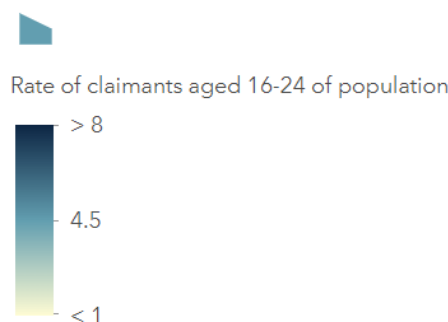 Rate of claimants aged 16-24 of population
> 8
4.5
< 1